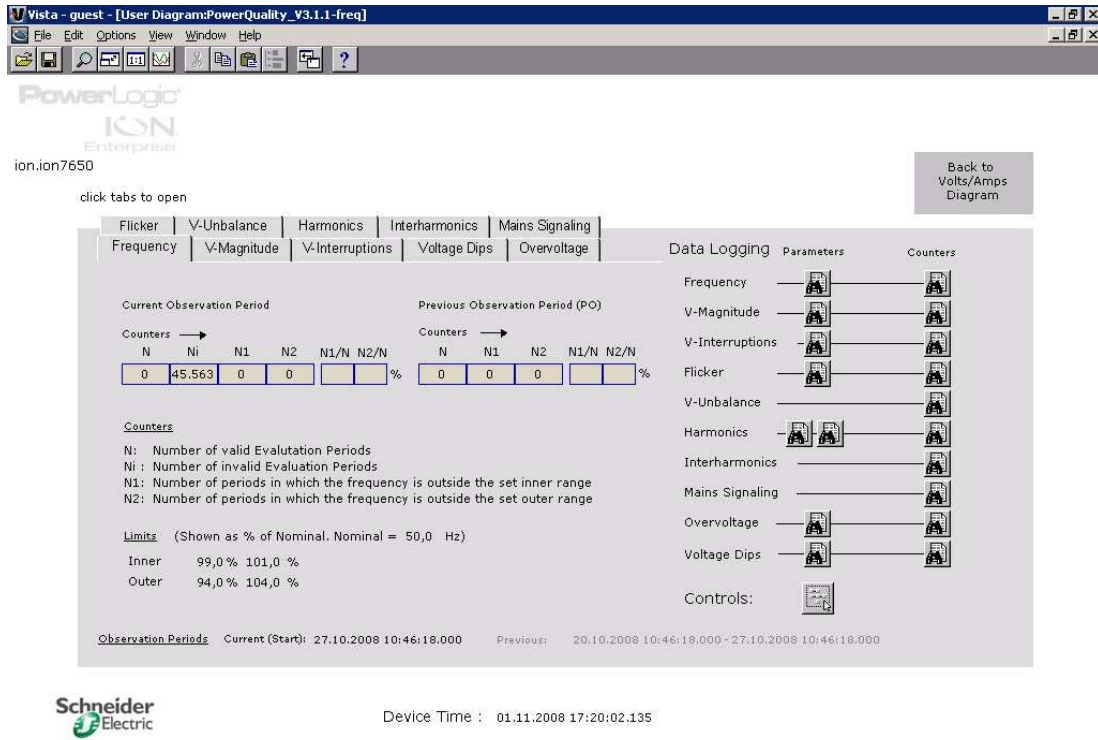 Vista - guest - [User Diagram:PowerQuality_V3.1.1-freq]
File Edit Options View Window Help
1:1 ?
PowerLogic
ION
Enterprise
ion.ion7650
Back to
Volts/Amps
Diagram
click tabs to open
Flicker V-Unbalance Harmonics Interharmonics Mains Signaling
Frequency V-Magnitude V-Interruptions Voltage Dips Overvoltage
Data Logging Parameters Counters
Frequency
V-Magnitude
V-Interruptions
Flicker
V-Unbalance
Harmonics
Interharmonics
Mains Signaling
Overvoltage
Voltage Dips
Controls:
Current Observation Period Previous Observation Period (PO)
Counters Counters
N Ni N1 N2 N1/N N2/N N N1 N2 N1/N N2/N
0 45.563 0 0 % 0 0 0 %
Counters
N: Number of valid Evalutation Periods
Ni : Number of invalid Evaluation Periods
N1: Number of periods in which the frequency is outside the set inner range
N2: Number of periods in which the frequency is outside the set outer range
Limits (Shown as % of Nominal. Nominal = 50,0 Hz)
Inner 99,0 % 101,0 %
Outer 94,0 % 104,0 %
Observation Periods Current (Start): 27.10.2008 10:46:18.000 Previous: 20.10.2008 10:46:18.000 - 27.10.2008 10:46:18.000
Schneider
Electric
Device Time : 01.11.2008 17:20:02.135